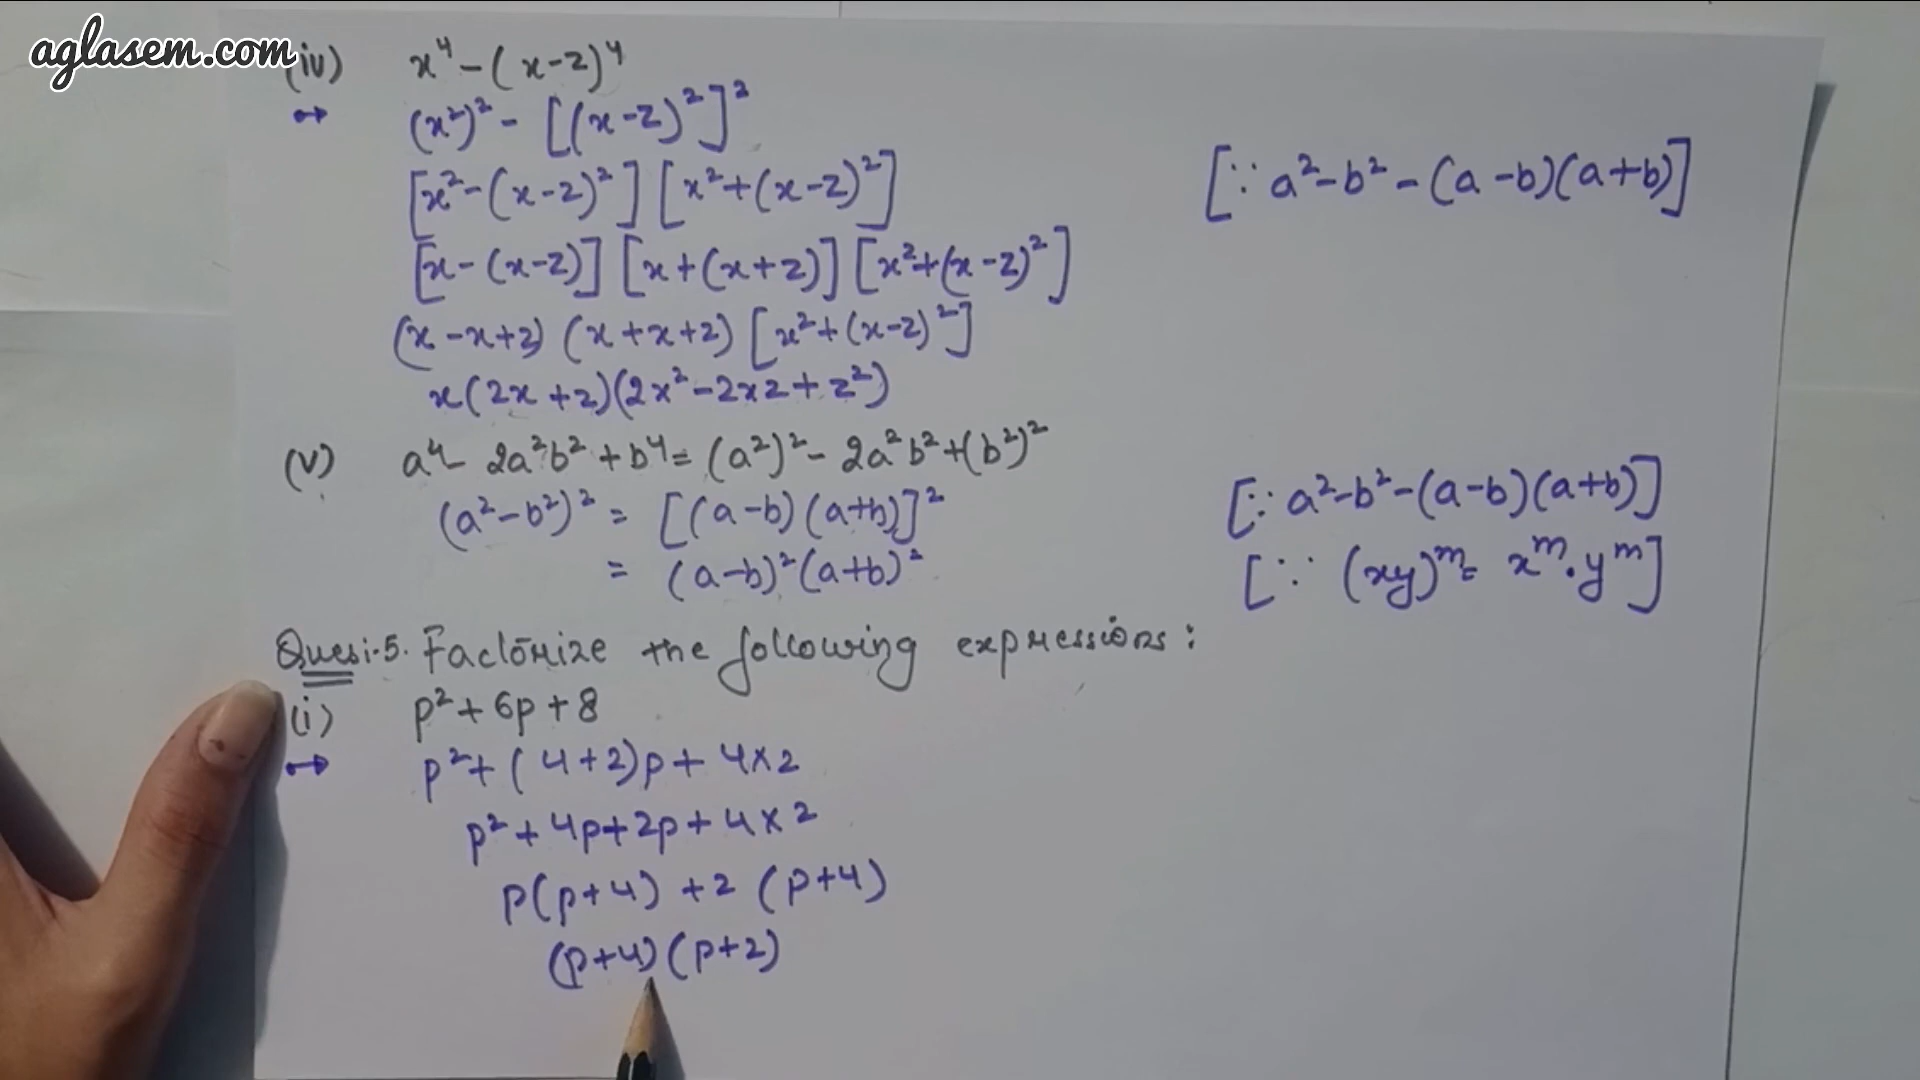 aglasem.com
(iv) x⁴-(x-z)⁴
↦ (x²)² - [(x-z)²]²
[x²-(x-z)²] [x²+(x-z)²] [∵ a²-b² - (a-b)(a+b)]
[x-(x-z)] [x+(x+z)] [x²+(x-z)²]
(x-x+z) (x+x+z) [x²+(x-z)²]
x(2x+z)(2x²-2xz+z²)
(v) a⁴- 2a²b²+b⁴ = (a²)²- 2a²b²+(b²)²
(a²-b²)² = [(a-b)(a+b)]² [∵ a²-b²-(a-b)(a+b)]
= (a-b)²(a+b)² [∵ (xy)ᵐ= xᵐ.yᵐ]
Ques:-5. Factorize the following expressions:
(i) p²+6p+8
↦ p²+(4+2)p+4×2
p²+4p+2p+4×2
p(p+4) +2 (p+4)
(p+4)(p+2)